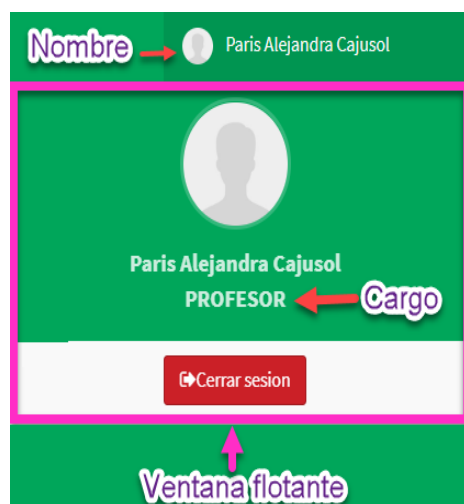 Nombre
Paris Alejandra Cajusol
Paris Alejandra Cajusol
PROFESOR
Cargo
Cerrar sesion
Ventana flotante